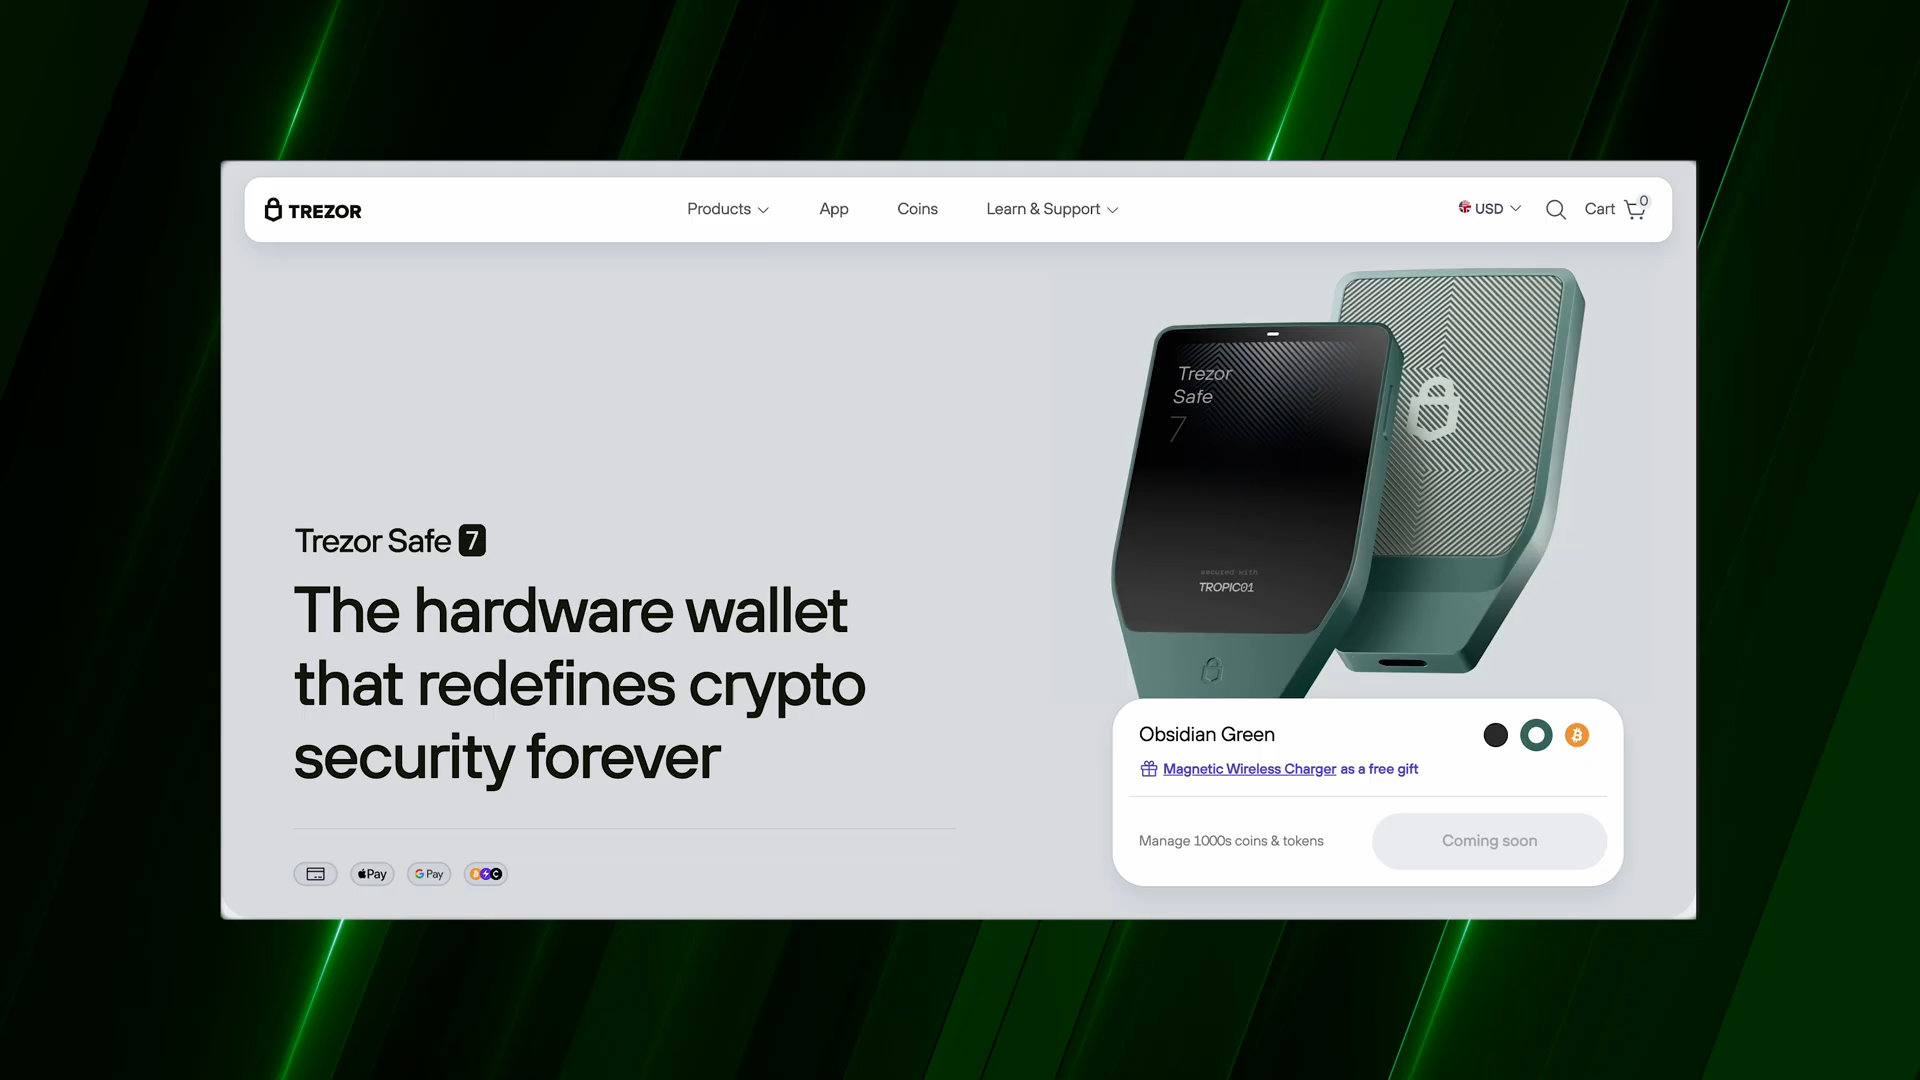 TREZOR
Products
App
Coins
Learn & Support
USD
Cart
0
Trezor
Safe
7
secured with
TROPIC01
Trezor Safe 7
The hardware wallet
that redefines crypto
security forever
Pay
G Pay
Obsidian Green
Magnetic Wireless Charger as a free gift
Manage 1000s coins & tokens
Coming soon